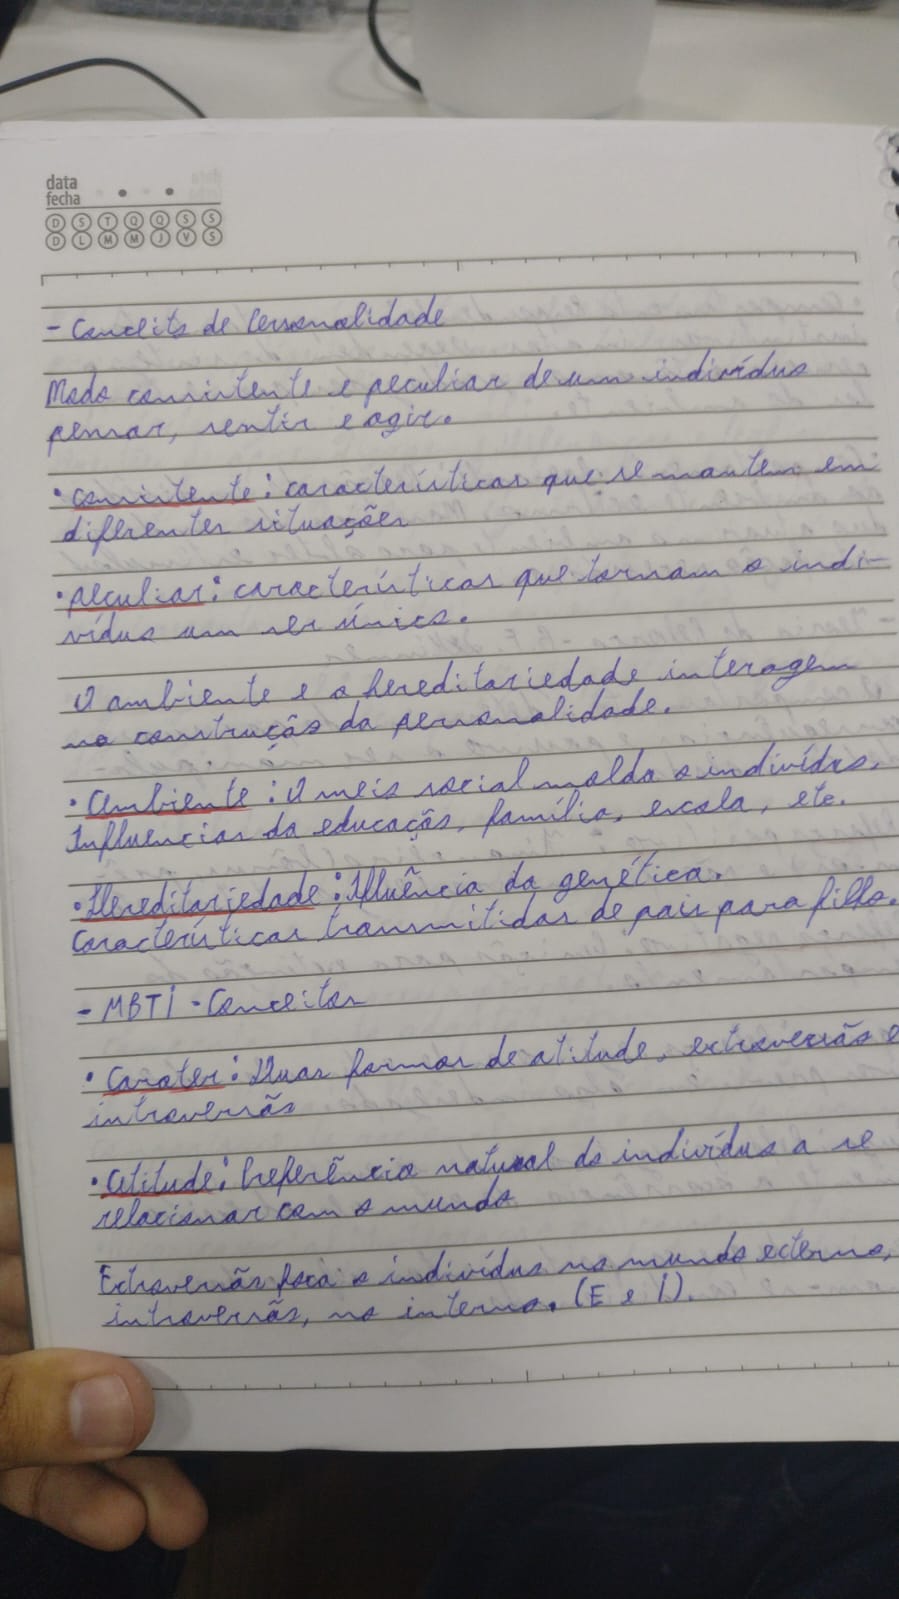 data
fecha
D S T Q Q S S
D L M M J V S
- Conceito de Personalidade
Modo consistente e peculiar de um indivíduo
pensar, sentir e agir.
• Consistente: características que se mantem em
diferentes situações
• Peculiar: características que tornam o indi-
víduo um ser único.
O ambiente e a hereditariedade interagem
na construção da personalidade.
• Ambiente: O meio social molda o indivíduo.
Influencias da educação, família, escola, etc.
• Hereditariedade: Ifluência da genética.
Características transmitidas de pais para filho.
- MBTI - Conceitos
• Carater: Duas formas de atitude, extroversão e
introversão
• Atitude: Preferência natural do indivíduo a se
relacionar com o mundo
Extroversão foca o indivíduo no mundo externo,
introversão, no interno. (E e I).